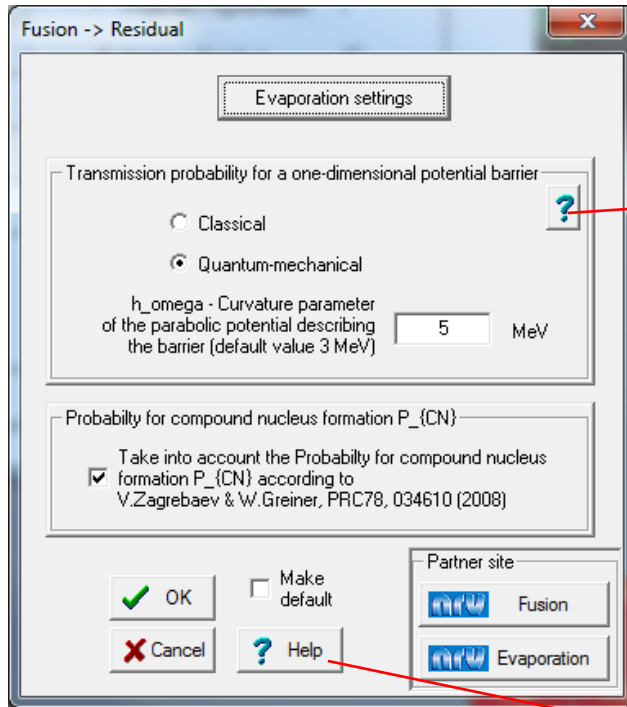 Fusion -> Residual
Evaporation settings
Transmission probability for a one-dimensional potential barrier
?
Classical
Quantum-mechanical
h_omega - Curvature parameter
of the parabolic potential describing
the barrier (default value 3 MeV)
5
MeV
Probabilty for compound nucleus formation P_{CN}
Take into account the Probabilty for compound nucleus
formation P_{CN} according to
V.Zagrebaev & W.Greiner, PRC78, 034610 (2008)
OK
Make
default
Cancel
? Help
Partner site
nrv Fusion
nrv Evaporation